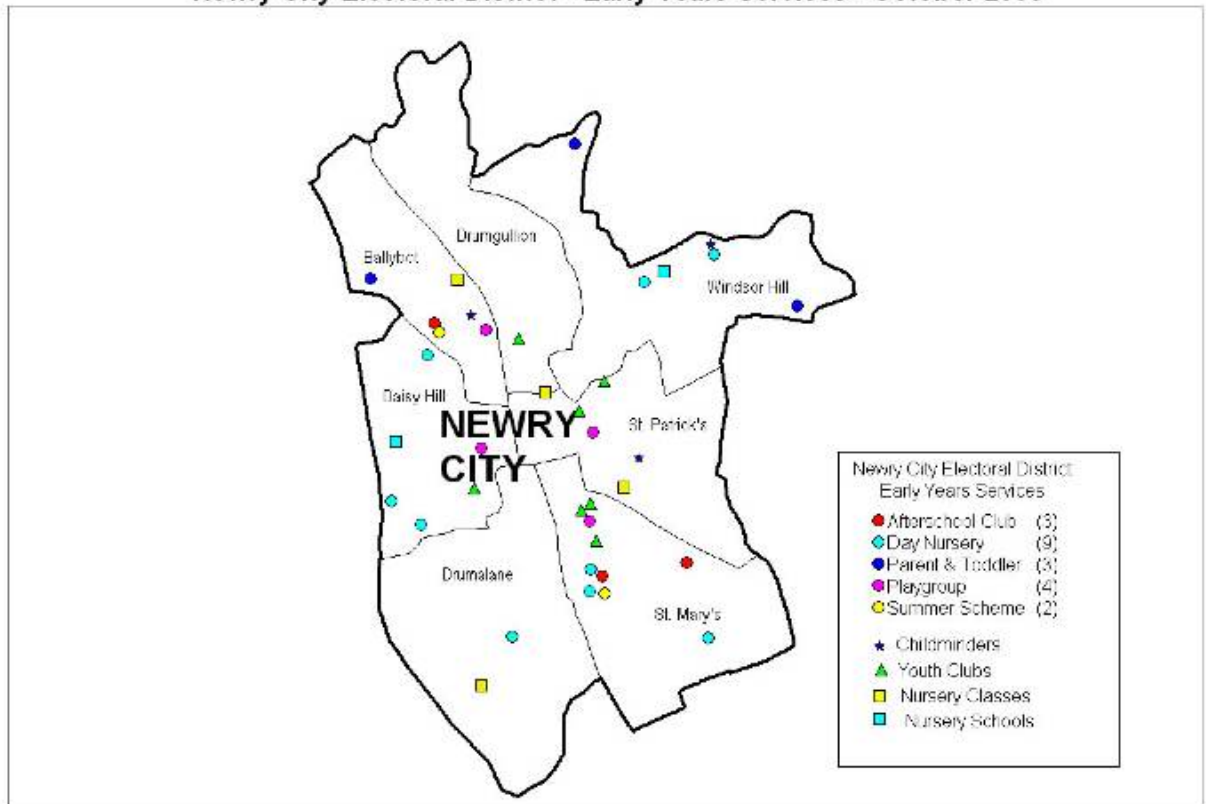 Drumgullion
Ballybot
Windsor Hill
Daisy Hill
NEWRY
CITY
St. Patrick's
Drumalane
St. Mary's
Newry City Electoral District
Early Years Services
Afterschool Club (3)
Day Nursery (9)
Parent & Toddler (3)
Playgroup (4)
Summer Scheme (2)
Childminders
Youth Clubs
Nursery Classes
Nursery Schools